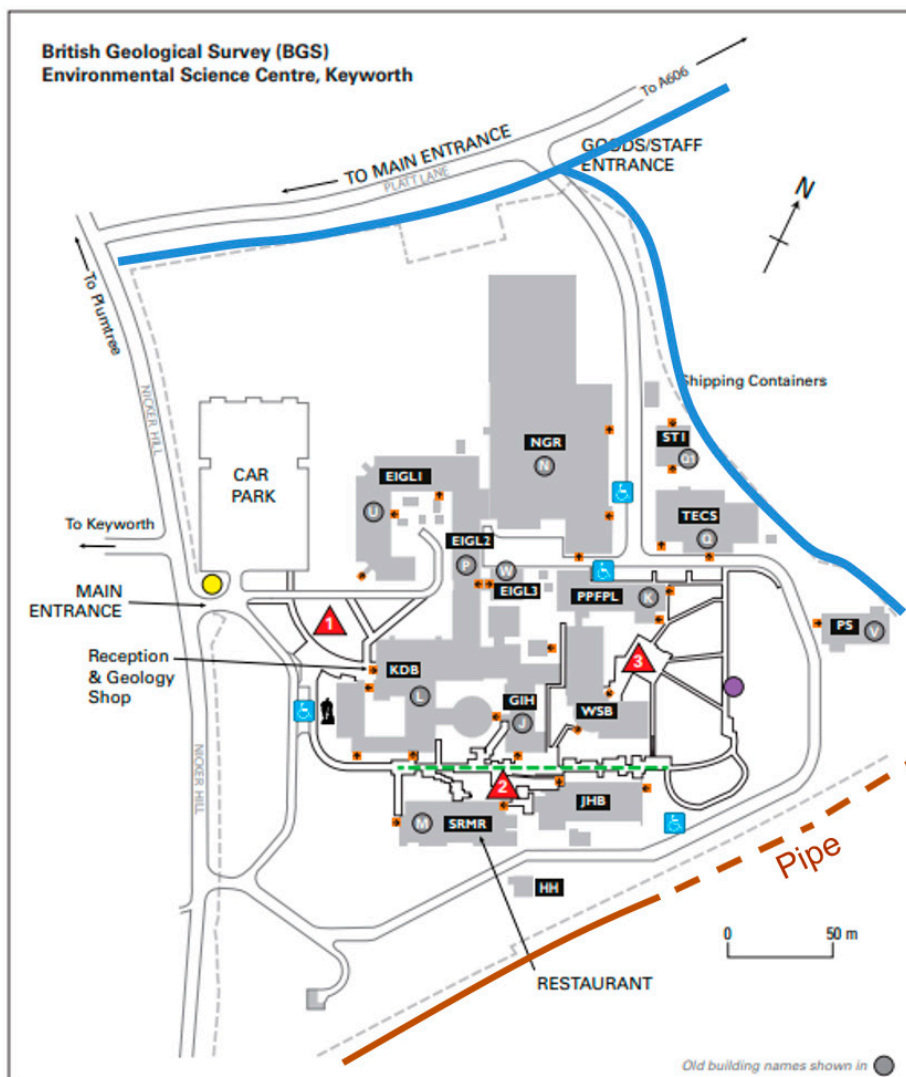 British Geological Survey (BGS)
Environmental Science Centre, Keyworth
To A606
GOODS/STAFF
ENTRANCE
TO MAIN ENTRANCE
PLATT LANE
N
To Plumtree
NICKER HILL
Shipping Containers
CAR
PARK
NGR
N
ST1
Q1
EIGL1
U
TECS
Q
To Keyworth
EIGL2
P
W
EIGL3
PPFPL
K
MAIN
ENTRANCE
1
PS
V
Reception
& Geology
Shop
KDB
L
3
GIH
J
WSB
NICKER HILL
2
JHB
M
SRMR
Pipe
HH
0
50 m
RESTAURANT
Old building names shown in